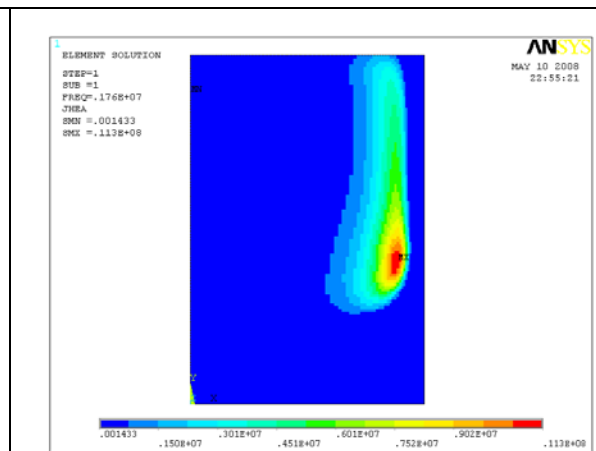 1
ELEMENT SOLUTION
STEP=1
SUB =1
FREQ=.176E+07
JHEA
SMN =.001433
SMX =.113E+08
ANSYS
MAY 10 2008
22:55:21
MN
MX
Y
X
.001433 .301E+07 .601E+07 .902E+07
.150E+07 .451E+07 .752E+07 .113E+08